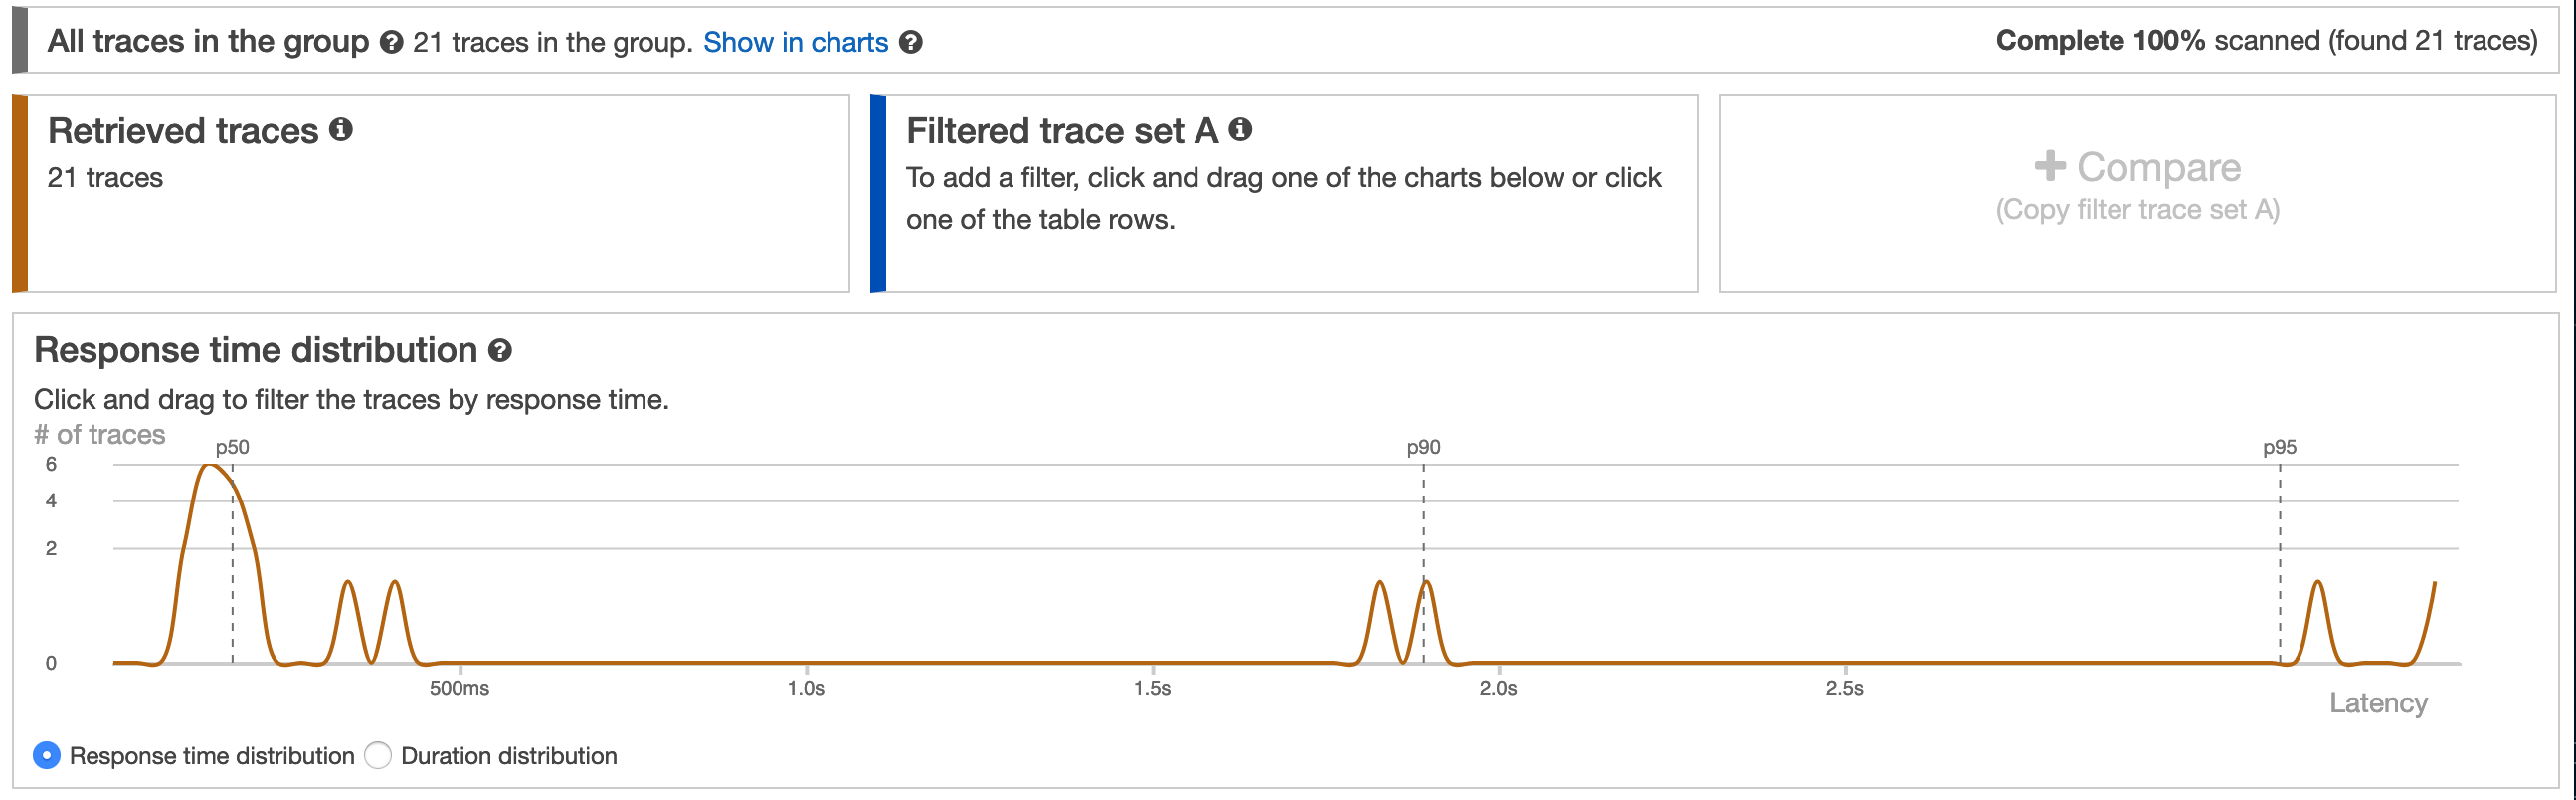 All traces in the group 21 traces in the group. Show in charts Complete 100% scanned (found 21 traces)
Retrieved traces
21 traces
Filtered trace set A
To add a filter, click and drag one of the charts below or click
one of the table rows.
Compare
(Copy filter trace set A)
Response time distribution
Click and drag to filter the traces by response time.
# of traces
p50 p90 p95
6
4
2
0
500ms 1.0s 1.5s 2.0s 2.5s
Latency
Response time distribution Duration distribution